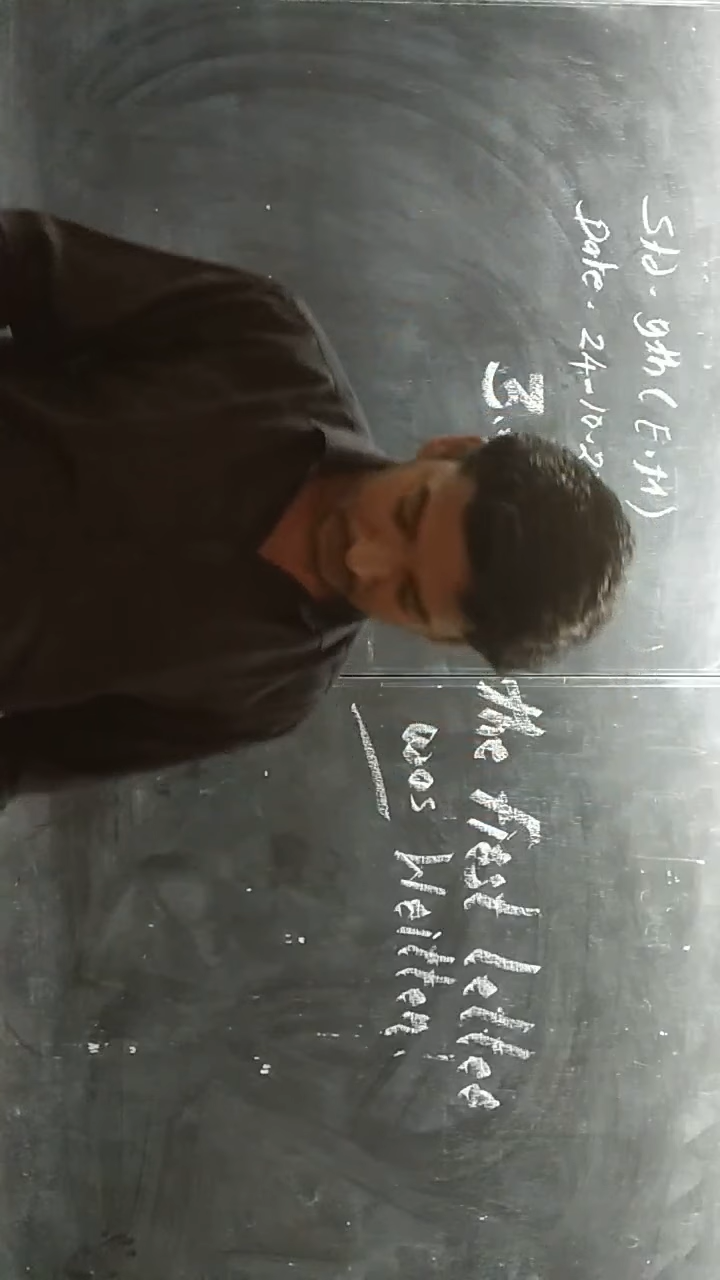 Std. 9th (E.M)
Date. 24-10-2
3.
The First Letter
was Written.